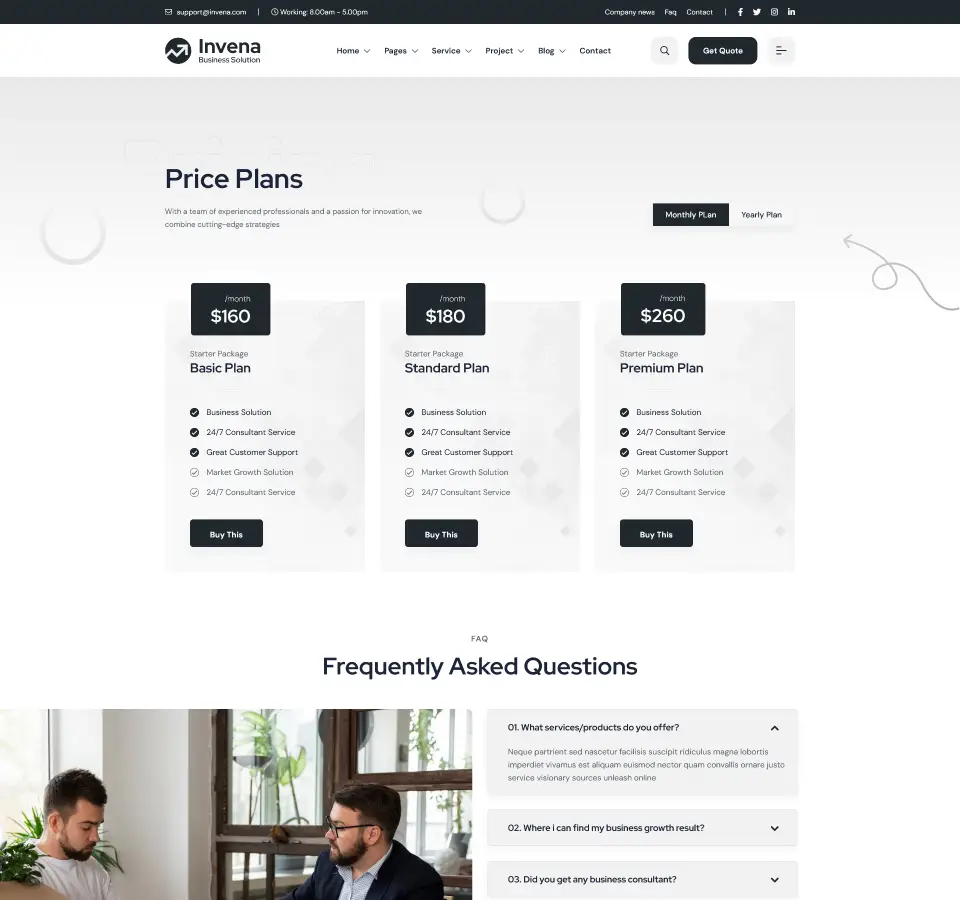 support@invena.com | Working: 8.00am - 5.00pm
Company news Faq Contact |
Invena
Business Solution
Home Pages Service Project Blog Contact
Get Quote
Price Plans
With a team of experienced professionals and a passion for innovation, we
combine cutting-edge strategies
Monthly PLan Yearly Plan
/month
$160
Starter Package
Basic Plan
Business Solution
24/7 Consultant Service
Great Customer Support
Market Growth Solution
24/7 Consultant Service
Buy This
/month
$180
Starter Package
Standard Plan
Business Solution
24/7 Consultant Service
Great Customer Support
Market Growth Solution
24/7 Consultant Service
Buy This
/month
$260
Starter Package
Premium Plan
Business Solution
24/7 Consultant Service
Great Customer Support
Market Growth Solution
24/7 Consultant Service
Buy This
FAQ
Frequently Asked Questions
01. What services/products do you offer?
Neque partrient sed nascetur facilisis suscipit ridiculus magna lobortis
imperdiet vivamus est aliquam euismod nector quam convallis ornare justo
service visionary sources unleash online
02. Where i can find my business growth result?
03. Did you get any business consultant?